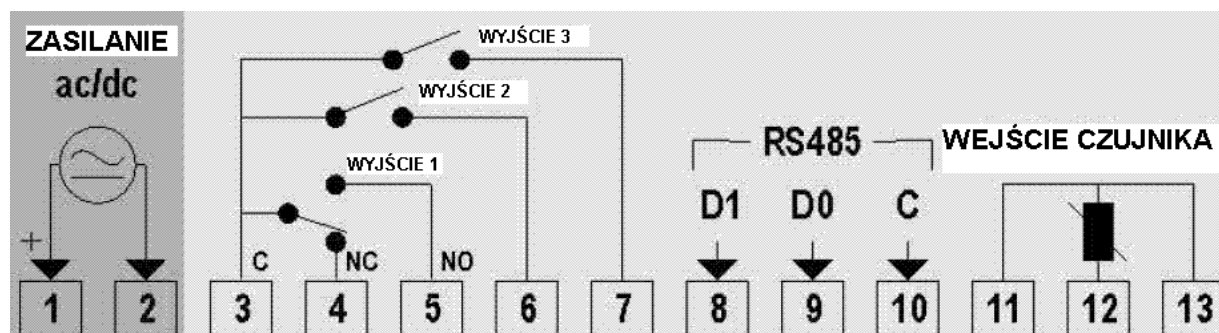 ZASILANIE
ac/dc
WYJŚCIE 3
WYJŚCIE 2
WYJŚCIE 1
RS485
WEJŚCIE CZUJNIKA
D1 D0 C
+
C NC NO
1 2 3 4 5 6 7 8 9 10 11 12 13